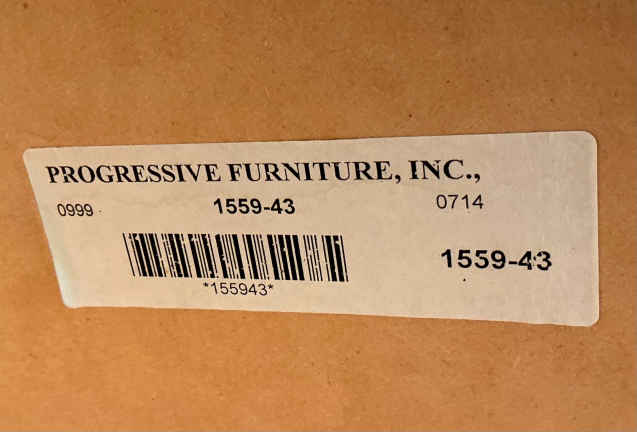 PROGRESSIVE FURNITURE, INC.,
0999 1559-43 0714
*155943* 1559-43